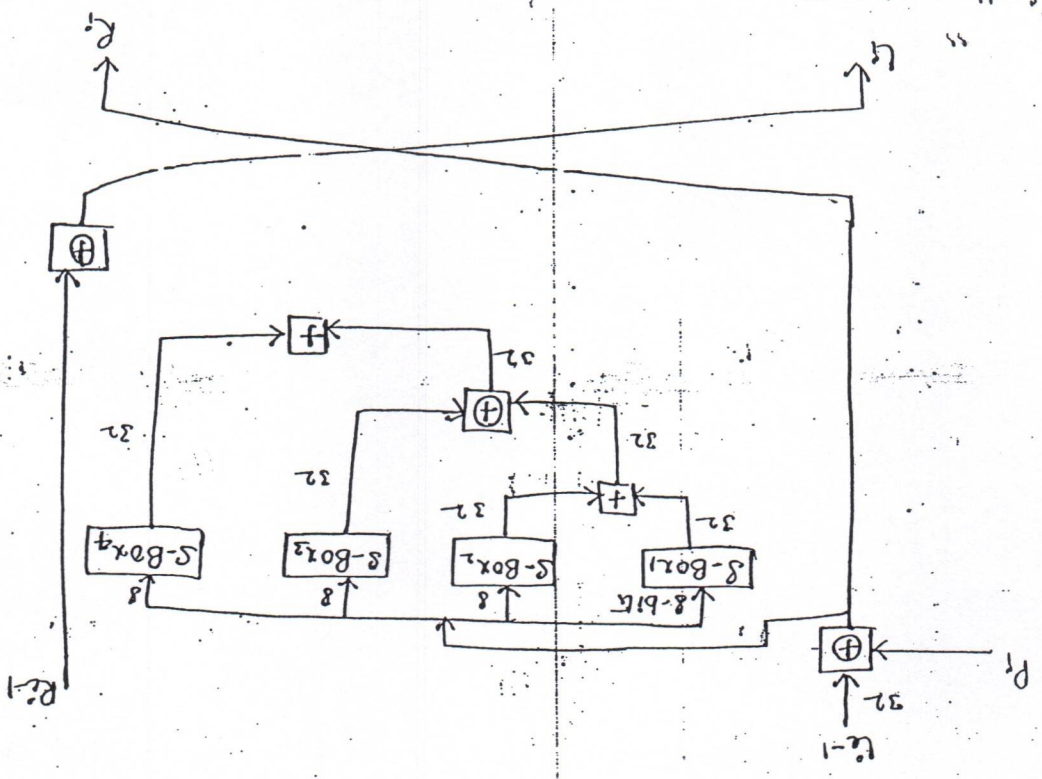 Li-1
32
P1
⊕
Ri-1
8-bit 8 8 8
S-Box1 S-Box2 S-Box3 S-Box4
32 32
+
32 32 32
⊕
32
+
⊕
Li Ri